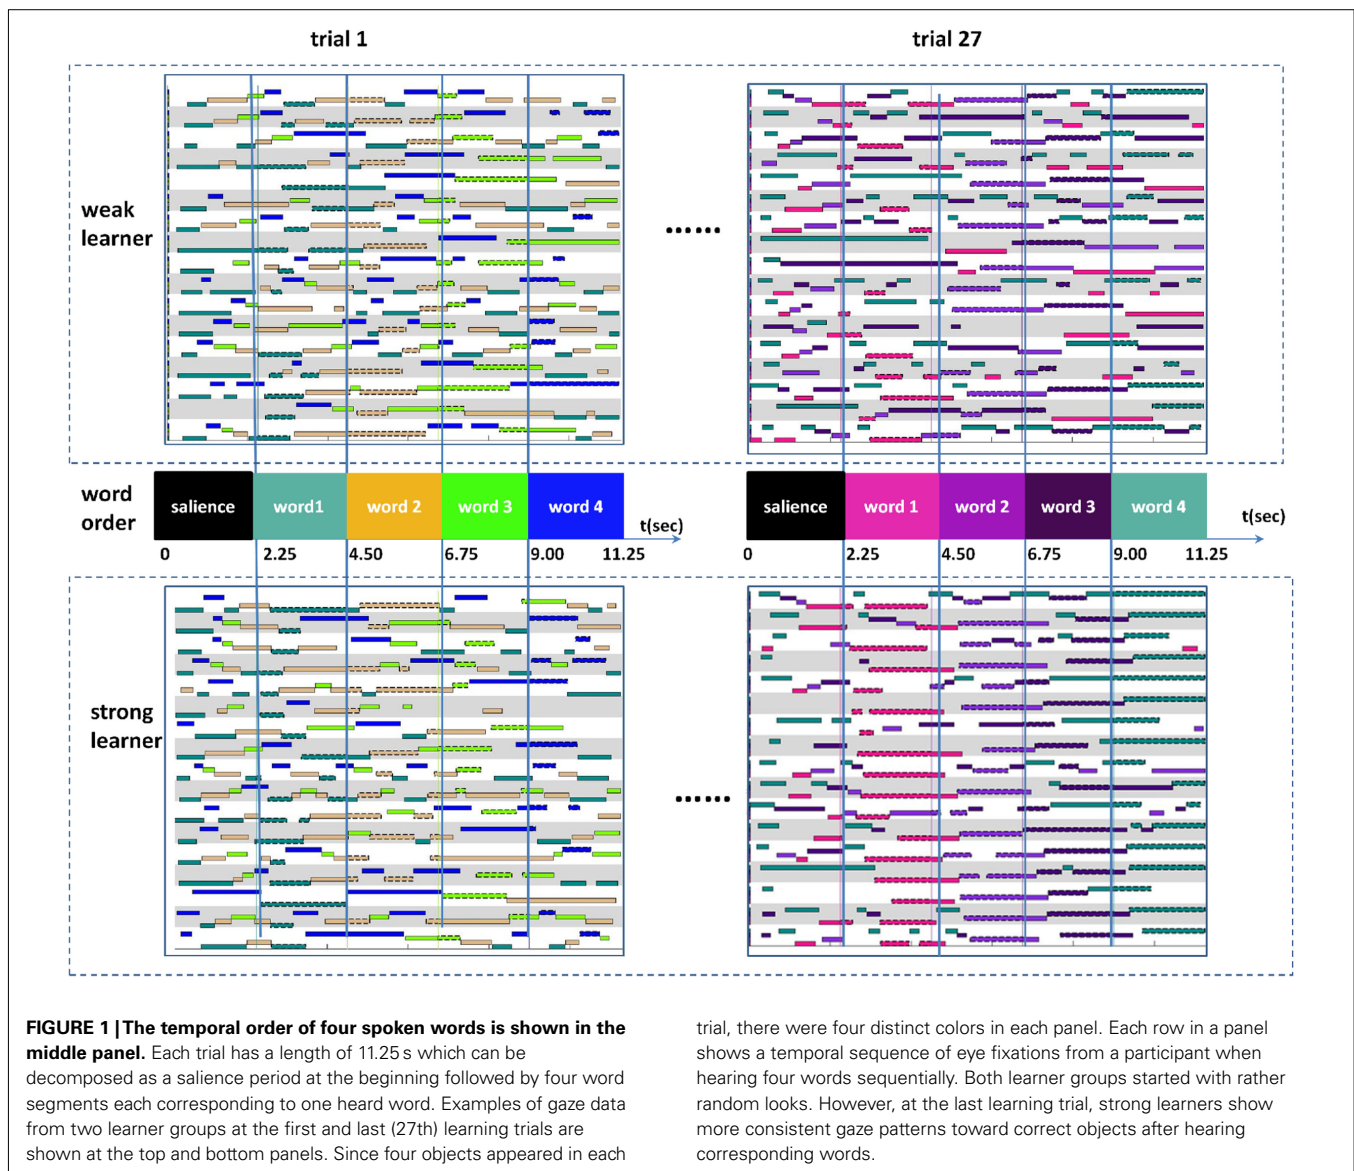 trial 1
trial 27
weak
learner
......
word
order
salience
word1
word 2
word 3
word 4
t(sec)
0
2.25
4.50
6.75
9.00
11.25
salience
word 1
word 2
word 3
word 4
t(sec)
0
2.25
4.50
6.75
9.00
11.25
strong
learner
......
FIGURE 1 | The temporal order of four spoken words is shown in the
middle panel. Each trial has a length of 11.25 s which can be
decomposed as a salience period at the beginning followed by four word
segments each corresponding to one heard word. Examples of gaze data
from two learner groups at the first and last (27th) learning trials are
shown at the top and bottom panels. Since four objects appeared in each
trial, there were four distinct colors in each panel. Each row in a panel
shows a temporal sequence of eye fixations from a participant when
hearing four words sequentially. Both learner groups started with rather
random looks. However, at the last learning trial, strong learners show
more consistent gaze patterns toward correct objects after hearing
corresponding words.